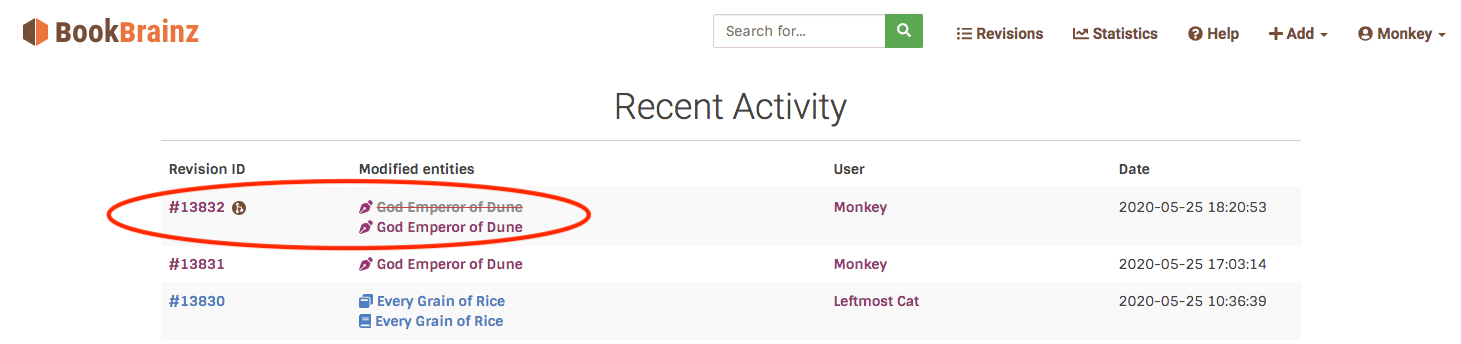 BookBrainz Search for... Revisions Statistics Help Add Monkey
Recent Activity
Revision ID Modified entities User Date
#13832 God Emperor of Dune Monkey 2020-05-25 18:20:53
God Emperor of Dune
#13831 God Emperor of Dune Monkey 2020-05-25 17:03:14
#13830 Every Grain of Rice Leftmost Cat 2020-05-25 10:36:39
Every Grain of Rice